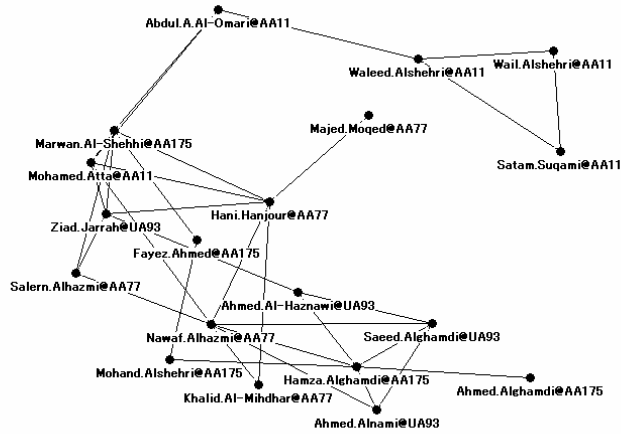 Abdul.A.Al-Omari@AA11
Waleed.Alshehri@AA11
Wail.Alshehri@AA11
Majed.Moqed@AA77
Marwan.Al-Shehhi@AA175
Satam.Suqami@AA11
Mohamed.Atta@AA11
Hani.Hanjour@AA77
Ziad.Jarrah@UA93
Fayez.Ahmed@AA175
Salem.Alhazmi@AA77
Ahmed.Al-Haznawi@UA93
Nawaf.Alhazmi@AA77
Saeed.Alghamdi@UA93
Mohand.Alshehri@AA175
Hamza.Alghamdi@AA175
Ahmed.Alghamdi@AA175
Khalid.Al-Mihdhar@AA77
Ahmed.Alnami@UA93